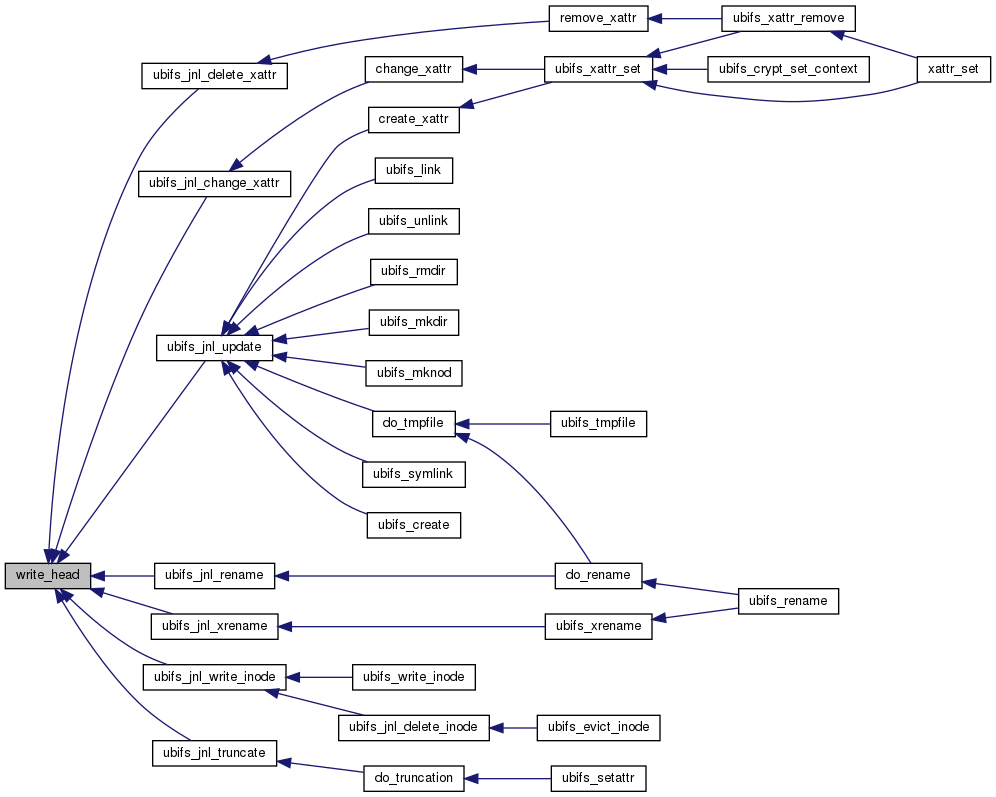 remove_xattr
ubifs_xattr_remove
ubifs_jnl_delete_xattr
change_xattr
ubifs_xattr_set
ubifs_crypt_set_context
xattr_set
create_xattr
ubifs_link
ubifs_jnl_change_xattr
ubifs_unlink
ubifs_rmdir
ubifs_mkdir
ubifs_jnl_update
ubifs_mknod
do_tmpfile
ubifs_tmpfile
ubifs_symlink
ubifs_create
write_head
ubifs_jnl_rename
do_rename
ubifs_rename
ubifs_jnl_xrename
ubifs_xrename
ubifs_jnl_write_inode
ubifs_write_inode
ubifs_jnl_delete_inode
ubifs_evict_inode
ubifs_jnl_truncate
do_truncation
ubifs_setattr